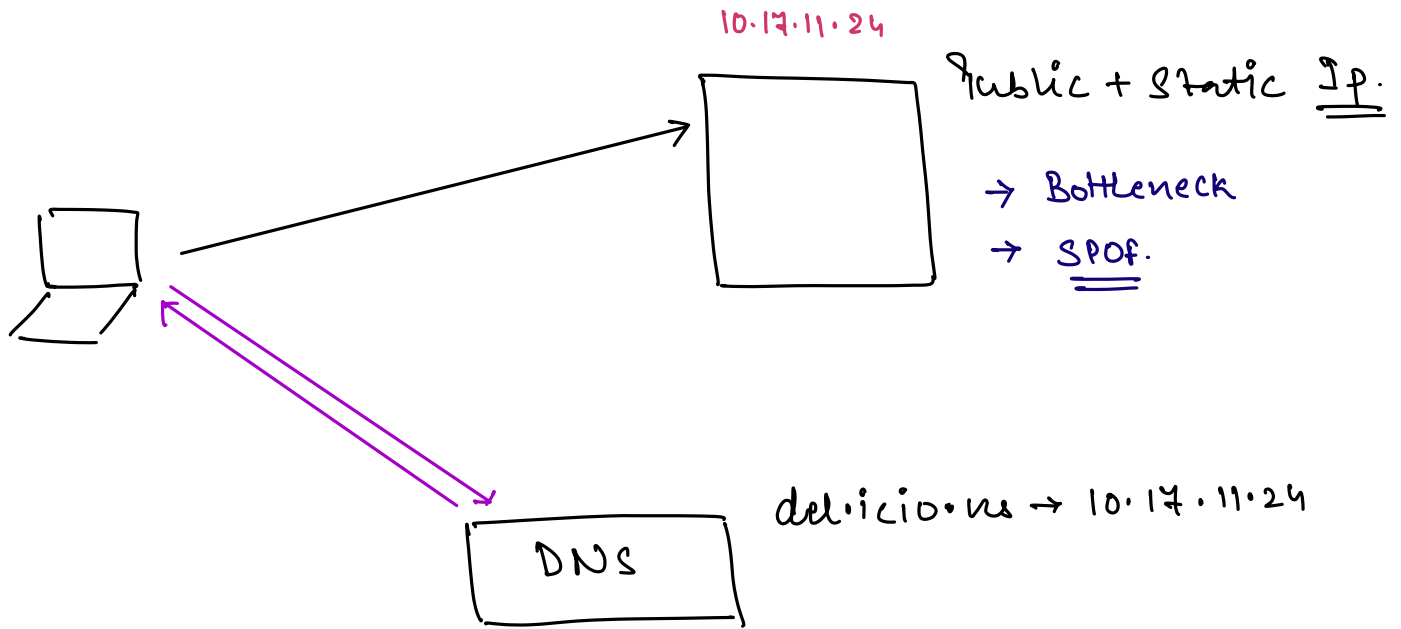 10.17.11.24
Public + Static Ip.
→ Bottleneck
→ SPOf.
del.icio.us → 10.17.11.24
DNS